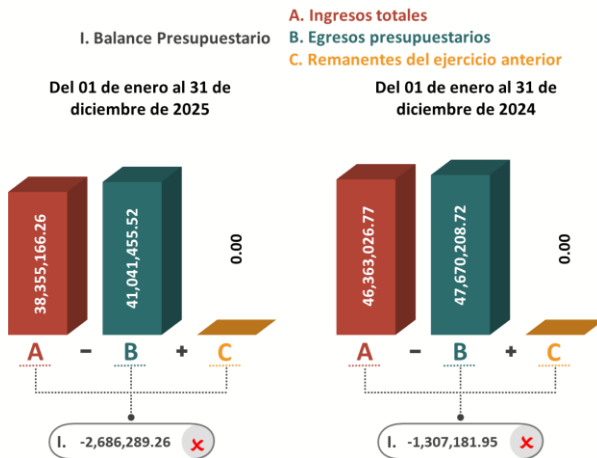 A. Ingresos totales
I. Balance Presupuestario
B. Egresos presupuestarios
C. Remanentes del ejercicio anterior
Del 01 de enero al 31 de
diciembre de 2025
38,355,166.26
41,041,455.52
0.00
A – B + C
I. -2,686,289.26
Del 01 de enero al 31 de
diciembre de 2024
46,363,026.77
47,670,208.72
0.00
A – B + C
I. -1,307,181.95